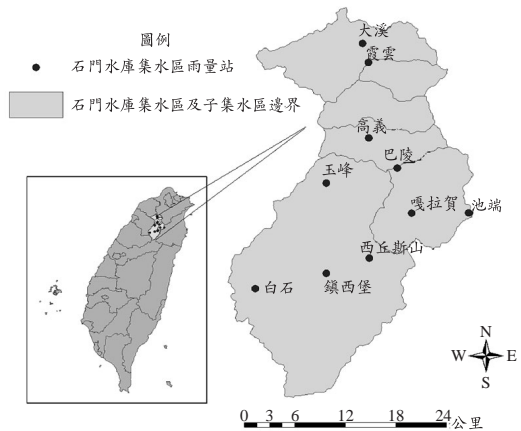 圖例
石門水庫集水區雨量站
石門水庫集水區及子集水區邊界
大溪
霞雲
高義
巴陵
玉峰
嘎拉賀
池端
西丘斯山
白石
鎮西堡
N
W E
S
0 3 6 12 18 24 公里